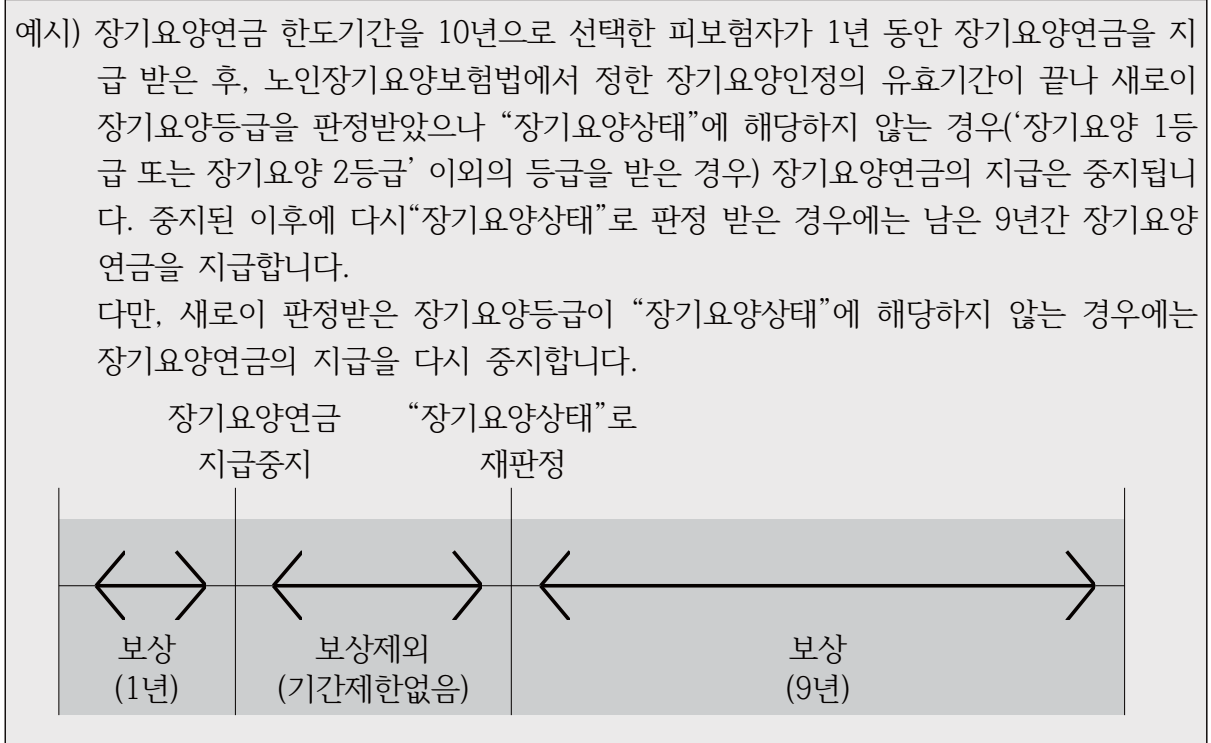 예시) 장기요양연금 한도기간을 10년으로 선택한 피보험자가 1년 동안 장기요양연금을 지
급 받은 후, 노인장기요양보험법에서 정한 장기요양인정의 유효기간이 끝나 새로이
장기요양등급을 판정받았으나 “장기요양상태”에 해당하지 않는 경우(‘장기요양 1등
급 또는 장기요양 2등급’ 이외의 등급을 받은 경우) 장기요양연금의 지급은 중지됩니
다. 중지된 이후에 다시“장기요양상태”로 판정 받은 경우에는 남은 9년간 장기요양
연금을 지급합니다.
다만, 새로이 판정받은 장기요양등급이 “장기요양상태”에 해당하지 않는 경우에는
장기요양연금의 지급을 다시 중지합니다.
장기요양연금 “장기요양상태”로
지급중지 재판정
보상 보상제외 보상
(1년) (기간제한없음) (9년)